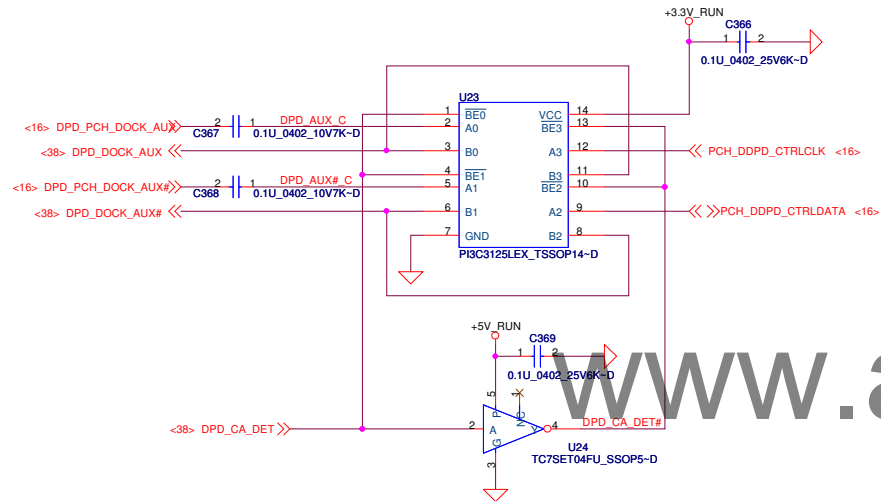 +3.3V_RUN
C366
1 2
0.1U_0402_25V6K~D
U23
<16> DPD_PCH_DOCK_AUX 2 1 DPD_AUX_C 1 BE0 VCC 14
C367 0.1U_0402_10V7K~D 2 A0 BE3 13
<38> DPD_DOCK_AUX 3 B0 A3 12 PCH_DDPD_CTRLCLK <16>
4 BE1 B3 11
<16> DPD_PCH_DOCK_AUX# 2 1 DPD_AUX#_C 5 A1 BE2 10
C368 0.1U_0402_10V7K~D
<38> DPD_DOCK_AUX# 6 B1 A2 9 PCH_DDPD_CTRLDATA <16>
7 GND B2 8
PI3C3125LEX_TSSOP14~D
+5V_RUN
C369
1 2
0.1U_0402_25V6K~D
www.a
5 P NC 1
<38> DPD_CA_DET 2 A Y 4 DPD_CA_DET#
G 3
U24
TC7SET04FU_SSOP5~D